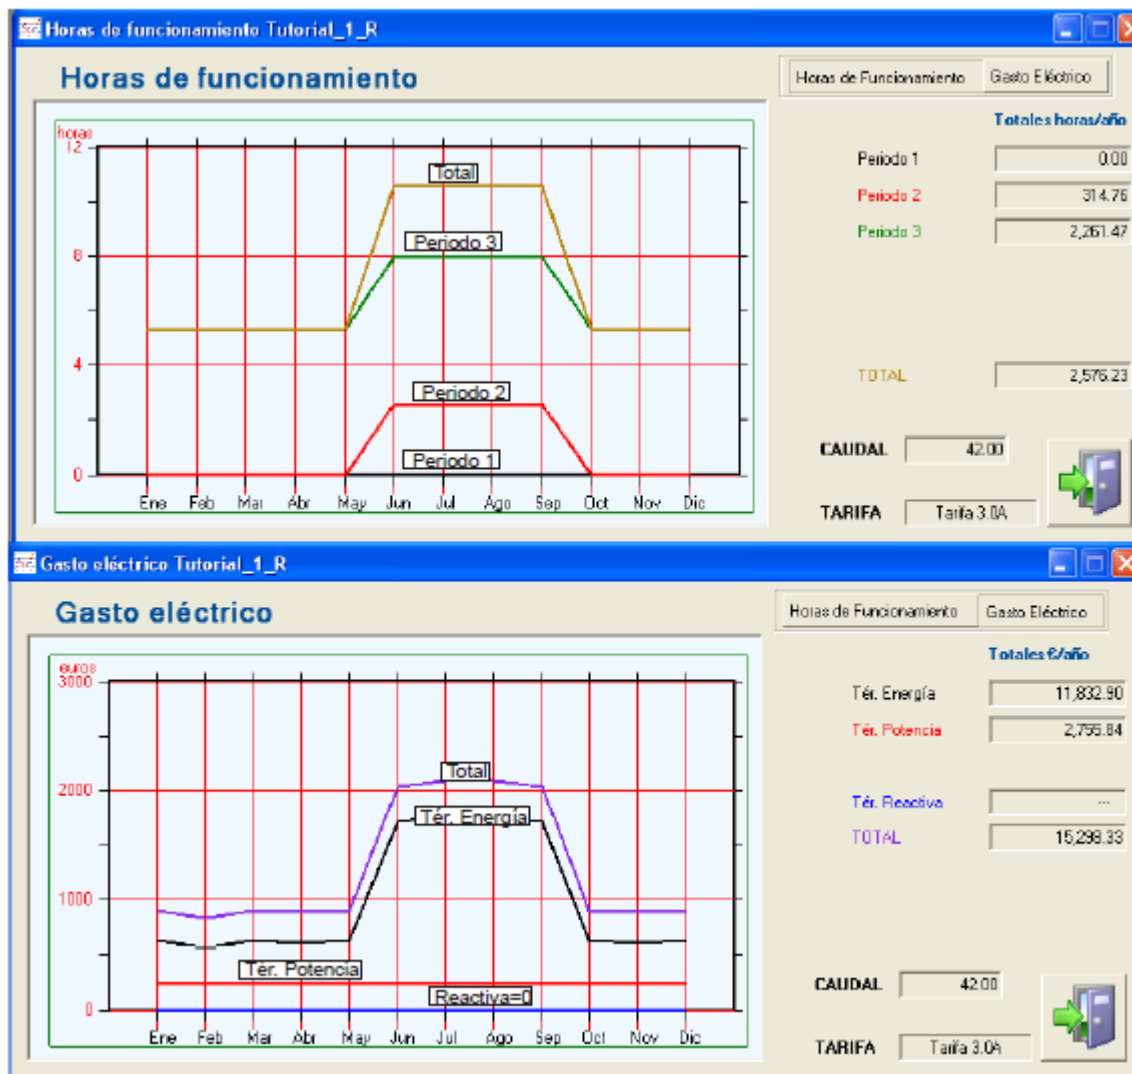 Horas de funcionamiento Tutorial_1_R
Horas de funcionamiento
Horas de Funcionamiento Gasto Eléctrico
Totales horas/año
horas
12
8
4
0
Total
Periodo 3
Periodo 2
Periodo 1
Ene Feb Mar Abr May Jun Jul Ago Sep Oct Nov Dic
Periodo 1 0.00
Periodo 2 314.76
Periodo 3 2,261.47
TOTAL 2,576.23
CAUDAL 42.00
TARIFA Tarifa 3.0A
Gasto eléctrico Tutorial_1_R
Gasto eléctrico
Horas de Funcionamiento Gasto Eléctrico
Totales €/año
euros
3000
2000
1000
0
Total
Tér. Energía
Tér. Potencia
Reactiva=0
Ene Feb Mar Abr May Jun Jul Ago Sep Oct Nov Dic
Tér. Energía 11,832.90
Tér. Potencia 2,755.84
Tér. Reactiva ---
TOTAL 15,298.33
CAUDAL 42.00
TARIFA Tarifa 3.0A